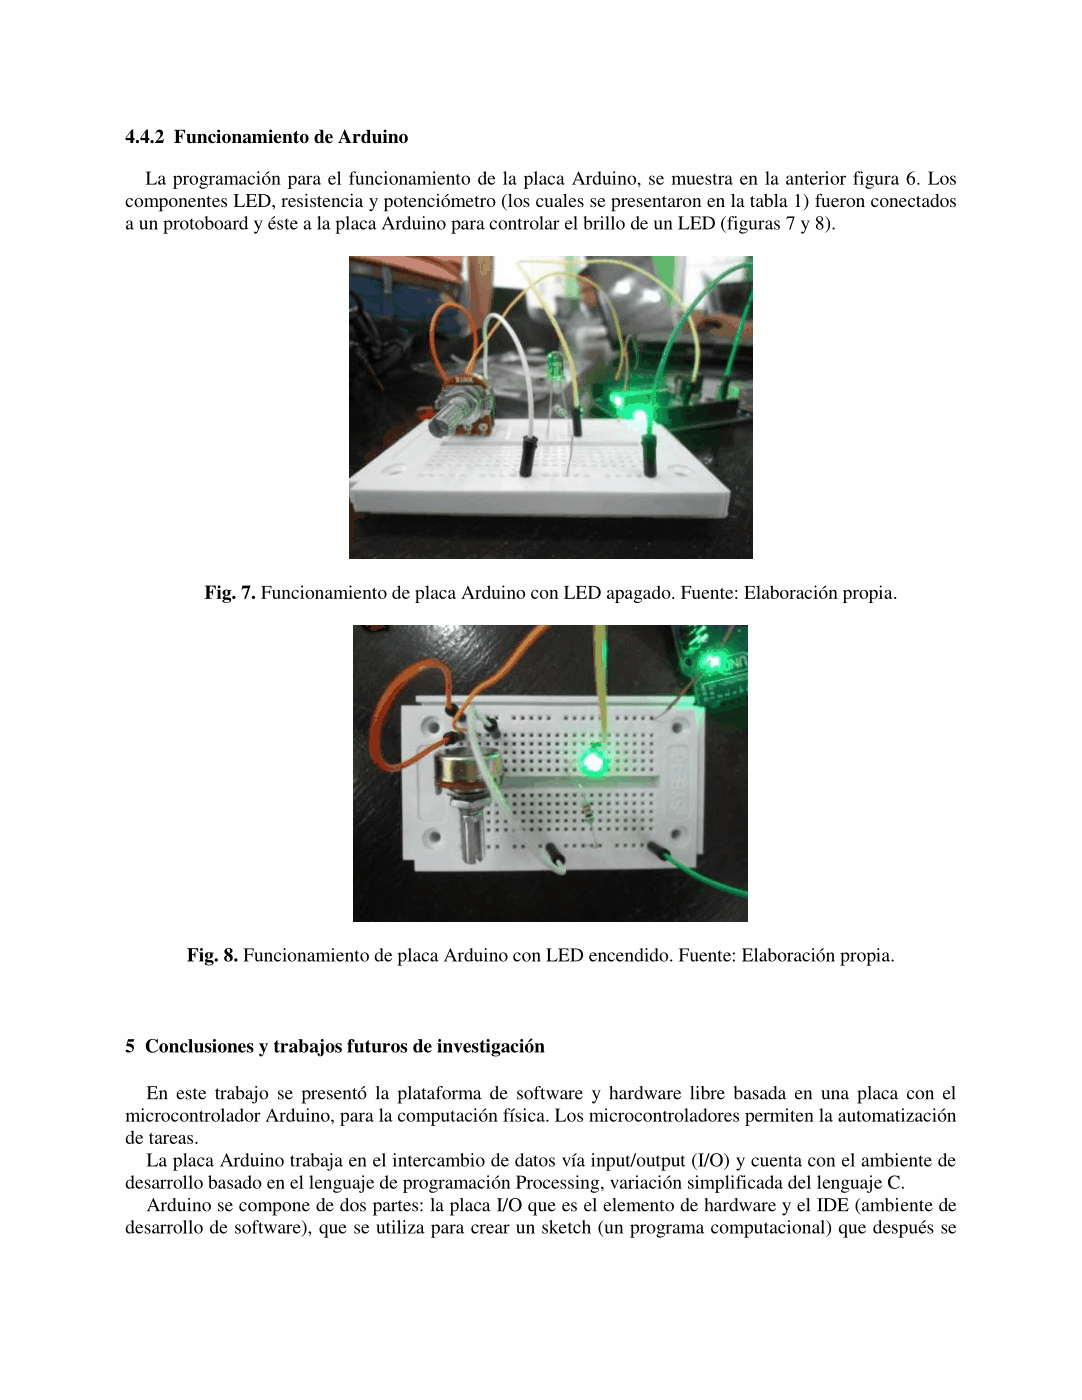 4.4.2 Funcionamiento de Arduino
La programación para el funcionamiento de la placa Arduino, se muestra en la anterior figura 6. Los
componentes LED, resistencia y potenciómetro (los cuales se presentaron en la tabla 1) fueron conectados
a un protoboard y éste a la placa Arduino para controlar el brillo de un LED (figuras 7 y 8).
Fig. 7. Funcionamiento de placa Arduino con LED apagado. Fuente: Elaboración propia.
Fig. 8. Funcionamiento de placa Arduino con LED encendido. Fuente: Elaboración propia.
5 Conclusiones y trabajos futuros de investigación
En este trabajo se presentó la plataforma de software y hardware libre basada en una placa con el
microcontrolador Arduino, para la computación física. Los microcontroladores permiten la automatización
de tareas.
La placa Arduino trabaja en el intercambio de datos vía input/output (I/O) y cuenta con el ambiente de
desarrollo basado en el lenguaje de programación Processing, variación simplificada del lenguaje C.
Arduino se compone de dos partes: la placa I/O que es el elemento de hardware y el IDE (ambiente de
desarrollo de software), que se utiliza para crear un sketch (un programa computacional) que después se